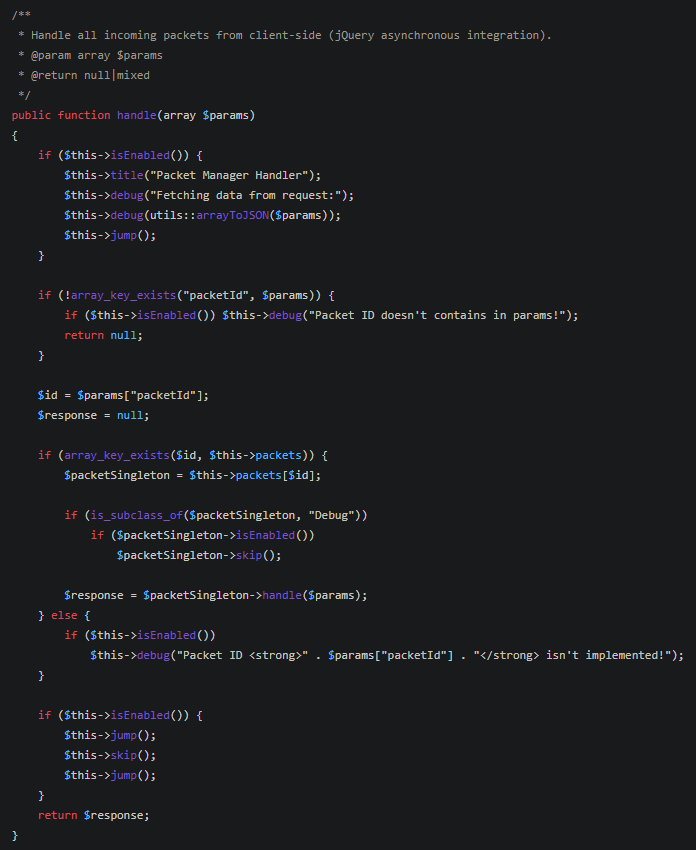 /**
 * Handle all incoming packets from client-side (jQuery asynchronous integration).
 * @param array $params
 * @return null|mixed
 */
public function handle(array $params)
{
    if ($this->isEnabled()) {
        $this->title("Packet Manager Handler");
        $this->debug("Fetching data from request:");
        $this->debug(utils::arrayToJSON($params));
        $this->jump();
    }

    if (!array_key_exists("packetId", $params)) {
        if ($this->isEnabled()) $this->debug("Packet ID doesn't contains in params!");
        return null;
    }

    $id = $params["packetId"];
    $response = null;

    if (array_key_exists($id, $this->packets)) {
        $packetSingleton = $this->packets[$id];

        if (is_subclass_of($packetSingleton, "Debug"))
            if ($packetSingleton->isEnabled())
                $packetSingleton->skip();

        $response = $packetSingleton->handle($params);
    } else {
        if ($this->isEnabled())
            $this->debug("Packet ID <strong>" . $params["packetId"] . "</strong> isn't implemented!");
    }

    if ($this->isEnabled()) {
        $this->jump();
        $this->skip();
        $this->jump();
    }
    return $response;
}